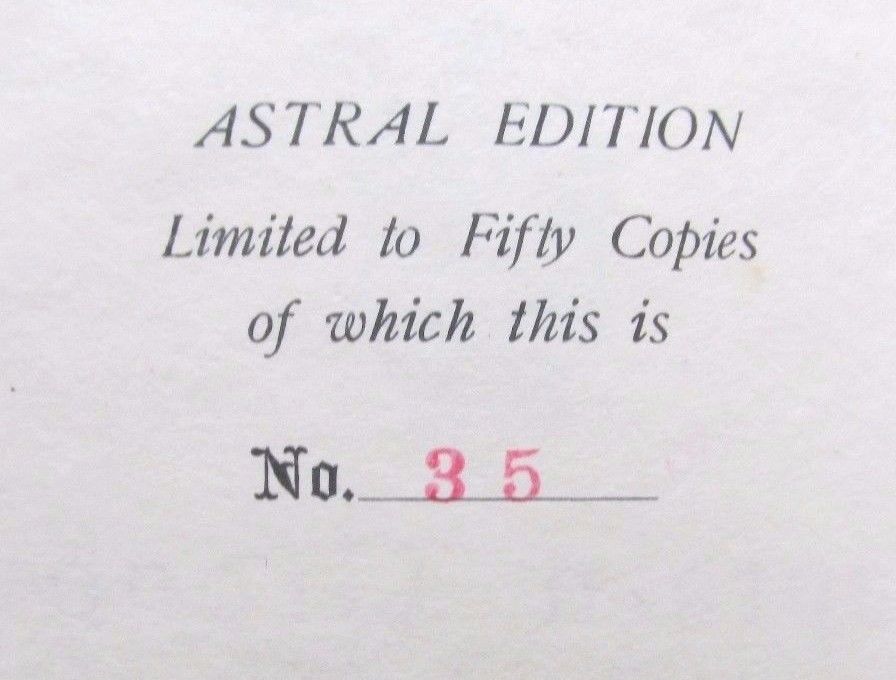 ASTRAL EDITION
Limited to Fifty Copies
of which this is
No. 35